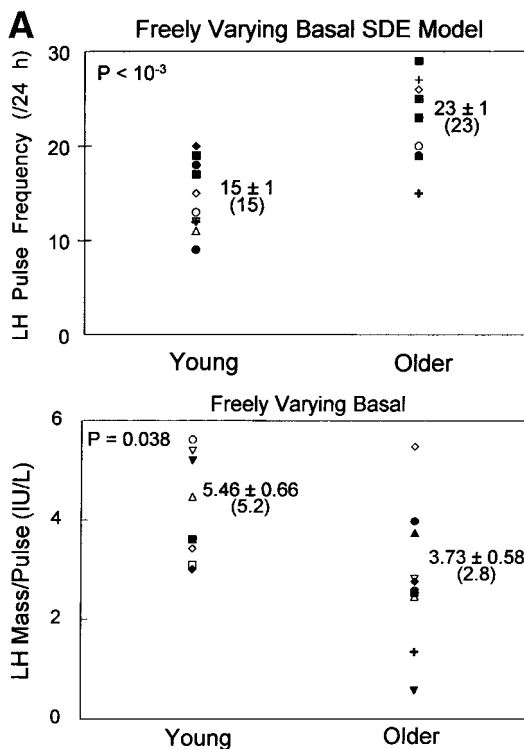 A
Freely Varying Basal SDE Model
LH Pulse Frequency (/24 h)
30
20
10
0
P < 10-3
15 ± 1
(15)
23 ± 1
(23)
Young Older
Freely Varying Basal
LH Mass/Pulse (IU/L)
6
4
2
0
P = 0.038
5.46 ± 0.66
(5.2)
3.73 ± 0.58
(2.8)
Young Older